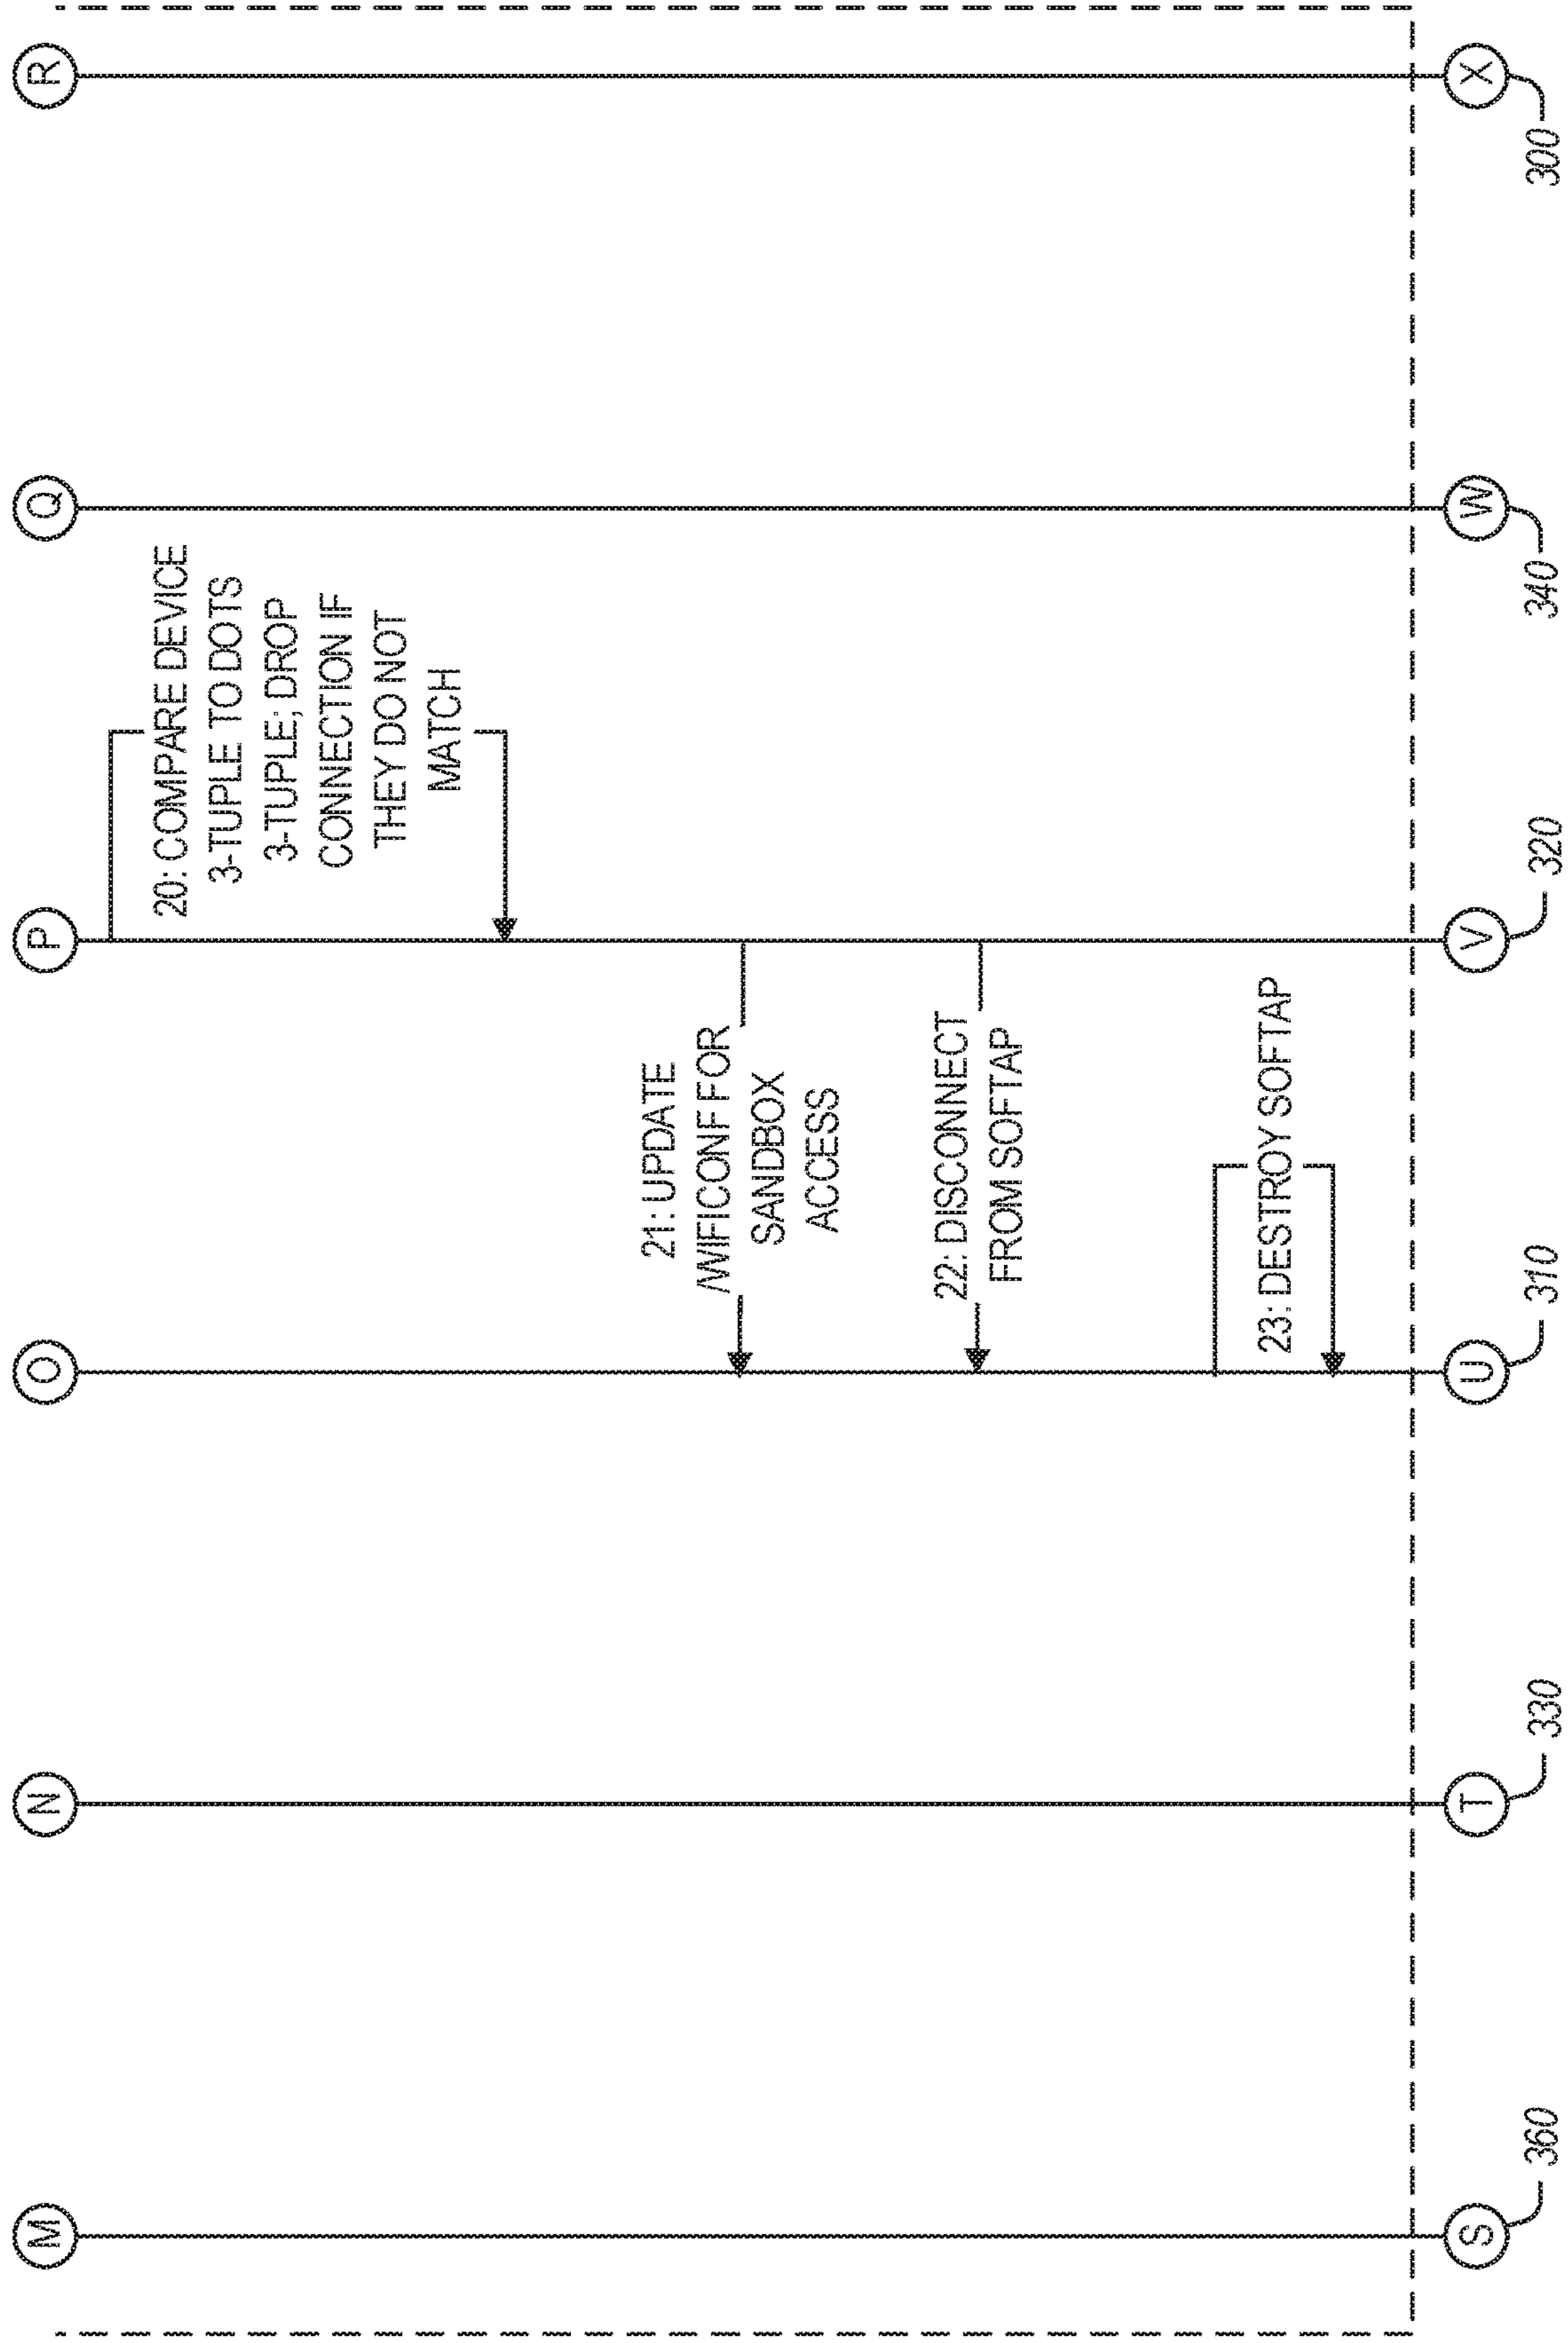 M
N
O
P
Q
R
20: COMPARE DEVICE
3-TUPLE TO DOTS
3-TUPLE; DROP
CONNECTION IF
THEY DO NOT
MATCH
21: UPDATE
/WIFICONF FOR
SANDBOX
ACCESS
22: DISCONNECT
FROM SOFTAP
23: DESTROY SOFTAP
S
T
U
V
W
X
360
330
310
320
340
300